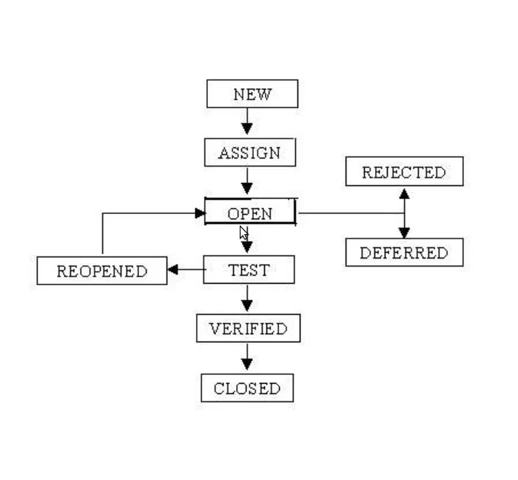 NEW
ASSIGN
REJECTED
OPEN
DEFERRED
REOPENED
TEST
VERIFIED
CLOSED